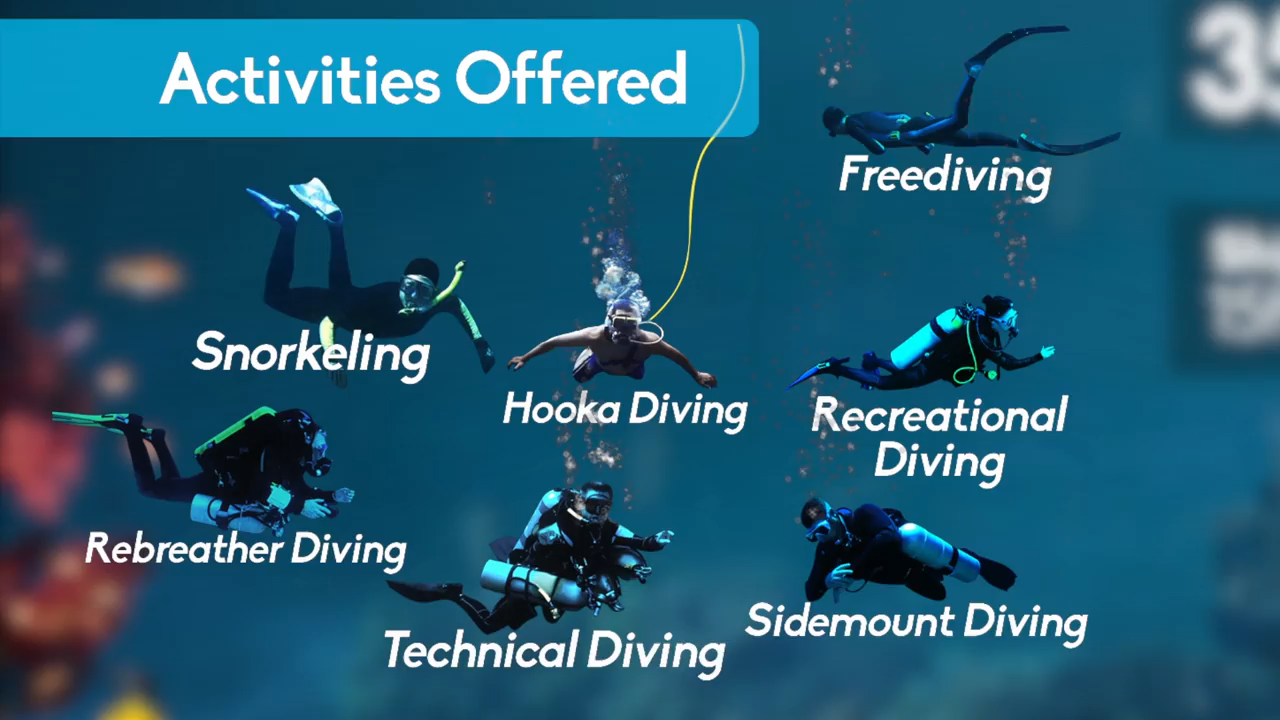 Activities Offered
Freediving
Snorkeling
Hooka Diving
Recreational
Diving
Rebreather Diving
Technical Diving
Sidemount Diving